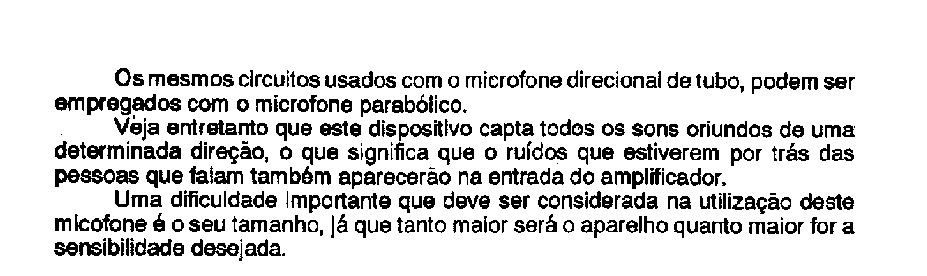 Os mesmos circuitos usados com o microfone direcional de tubo, podem ser
empregados com o microfone parabólico.
Veja entretanto que este dispositivo capta todos os sons oriundos de uma
determinada direção, o que significa que o ruídos que estiverem por trás das
pessoas que falam também aparecerão na entrada do amplificador.
Uma dificuldade importante que deve ser considerada na utilização deste
micofone é o seu tamanho, já que tanto maior será o aparelho quanto maior for a
sensibilidade desejada.